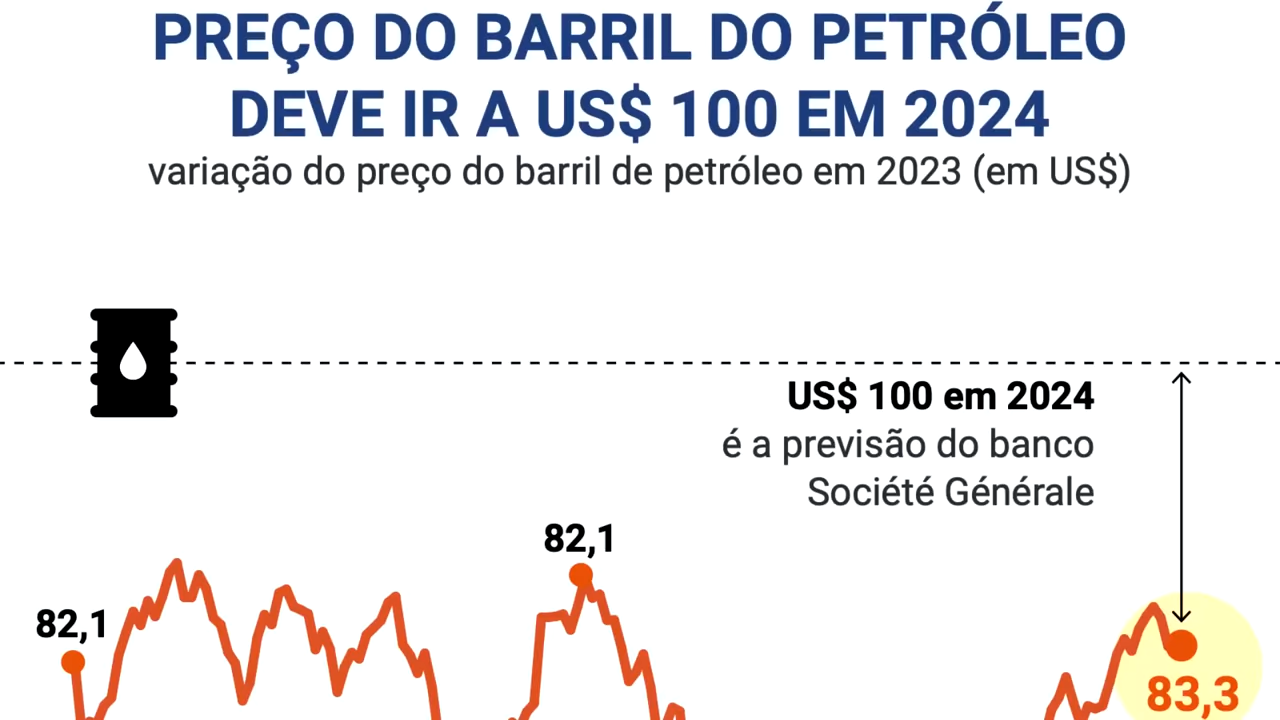 PREÇO DO BARRIL DO PETRÓLEO
DEVE IR A US$ 100 EM 2024
variação do preço do barril de petróleo em 2023 (em US$)
US$ 100 em 2024
é a previsão do banco
Société Générale
82,1
82,1
83,3